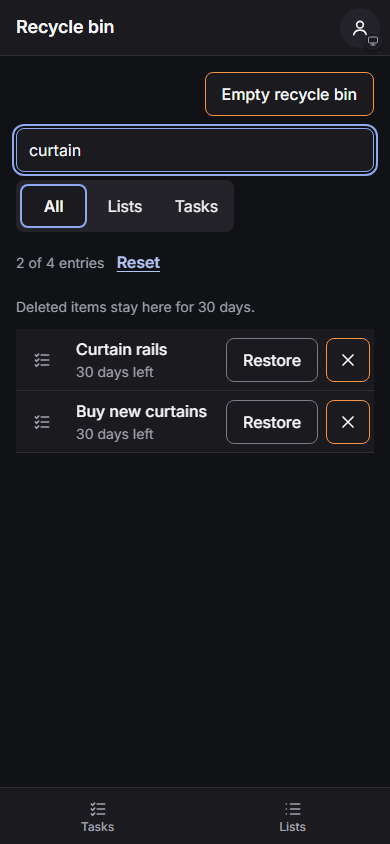 Recycle bin
Empty recycle bin
curtain
All Lists Tasks
2 of 4 entries Reset
Deleted items stay here for 30 days.
Curtain rails
30 days left
Restore
Buy new curtains
30 days left
Restore
Tasks Lists